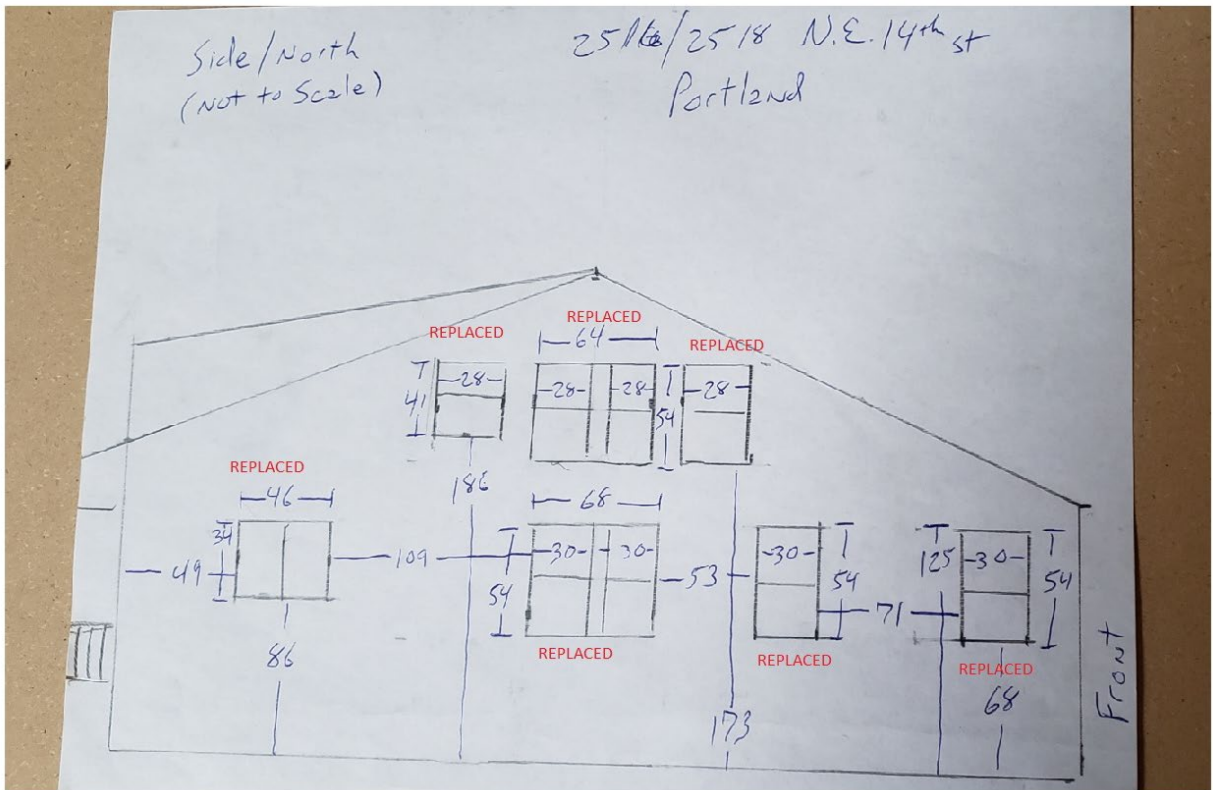 Side/North
(Not to Scale)
2518 N.E. 14th st
Portland
REPLACED
REPLACED
REPLACED
64
28
28
28
28
41
54
REPLACED
46
34
49
109
186
68
30
30
54
53
30
54
125
30
54
71
86
REPLACED
REPLACED
REPLACED
68
173
Front